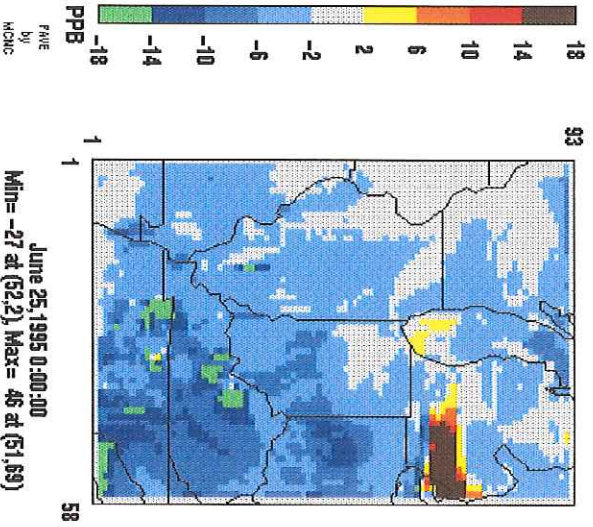 18
14
10
6
2
-2
-6
-10
-14
-18
PPB
PAVE
by
MCNC
93
1
1
58
June 25,1995 0:00:00
Min= -27 at (52,2), Max= 46 at (51,69)